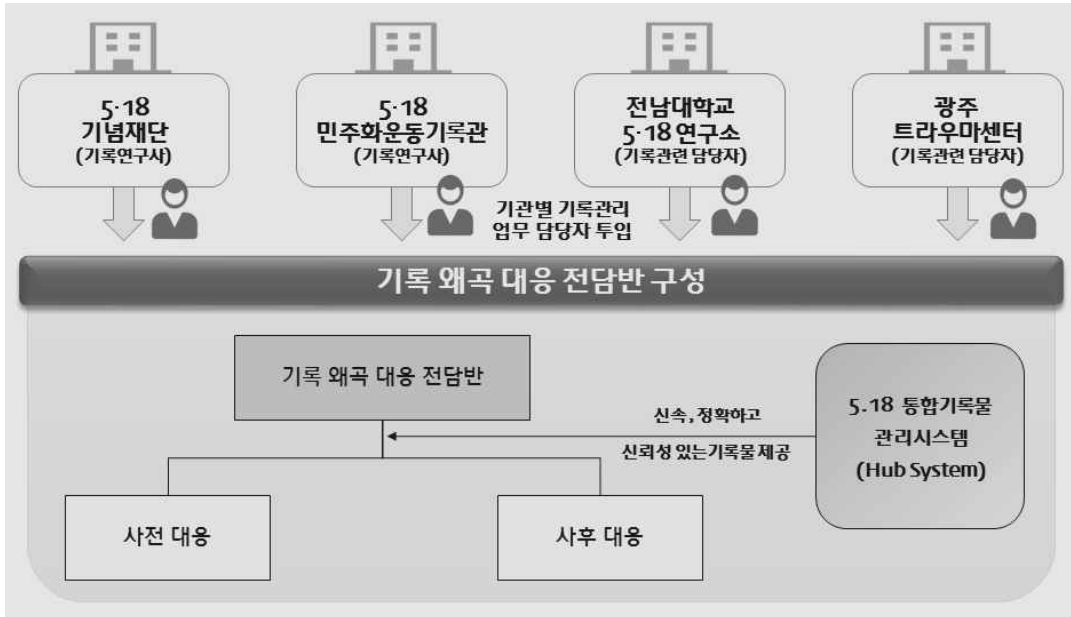 5·18
기념재단
(기록연구사)
5·18
민주화운동기록관
(기록연구사)
전남대학교
5·18 연구소
(기록관련 담당자)
광주
트라우마센터
(기록관련 담당자)
기관별 기록관리
업무 담당자 투입
기록 왜곡 대응 전담반 구성
기록 왜곡 대응 전담반
신속, 정확하고
신뢰성 있는기록물 제공
5.18 통합기록물
관리시스템
(Hub System)
사전 대응
사후 대응